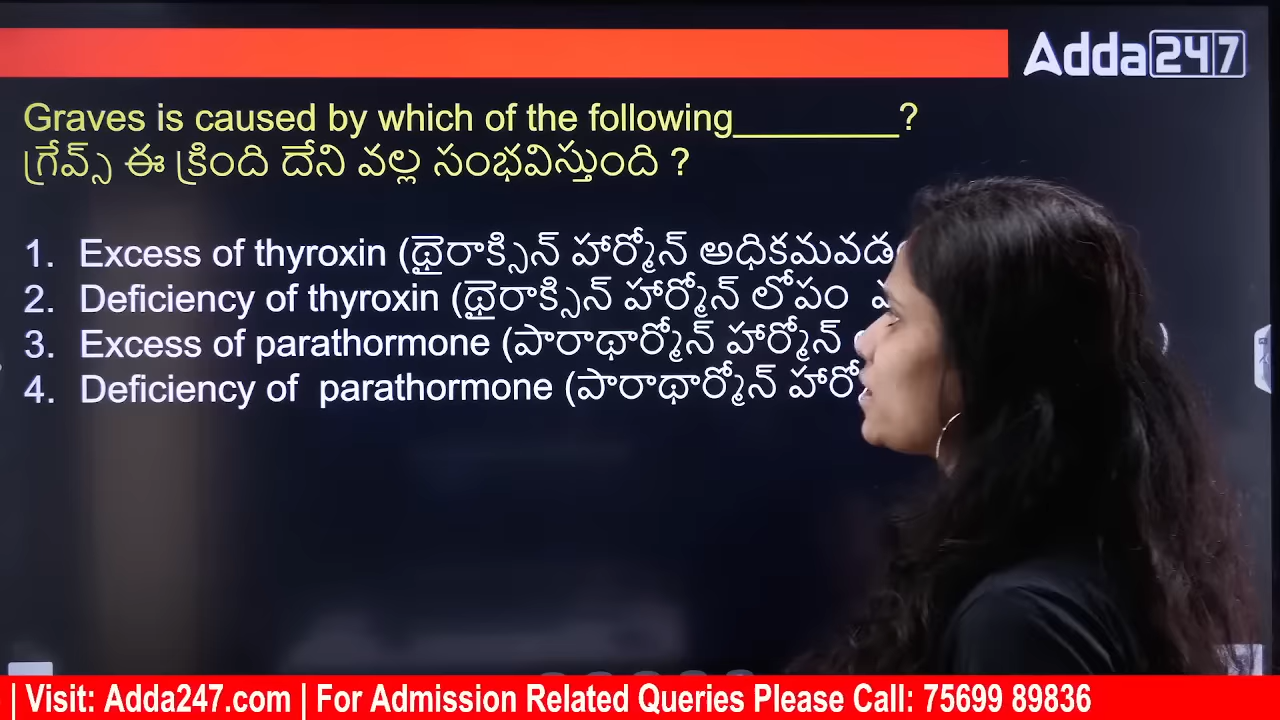 Adda247
Graves is caused by which of the following________?
గ్రేవ్స్ ఈ క్రింది దేని వల్ల సంభవిస్తుంది ?
1. Excess of thyroxin (థైరాక్సిన్ హార్మోన్
2. Deficiency of thyroxin (థైరాక్సిన్ హార్మోన్ లోపం
3. Excess of parathormone (పారాథార్మోన్ హార్మోన్
4. Deficiency of parathormone (పారాథార్మోన్
| Visit: Adda247.com | For Admission Related Queries Please Call: 75699 89836